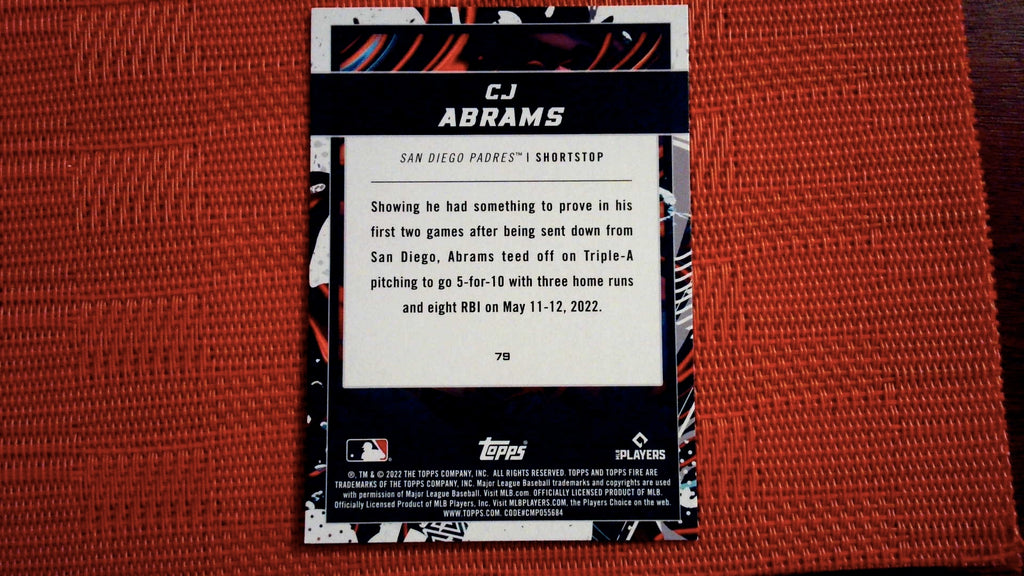 CJ
ABRAMS
SAN DIEGO PADRES™ | SHORTSTOP
Showing he had something to prove in his
first two games after being sent down from
San Diego, Abrams teed off on Triple-A
pitching to go 5-for-10 with three home runs
and eight RBI on May 11-12, 2022.
79
Topps®
MLB PLAYERS
®, TM & © 2022 THE TOPPS COMPANY, INC. ALL RIGHTS RESERVED. TOPPS AND TOPPS FIRE ARE
TRADEMARKS OF THE TOPPS COMPANY, INC. Major League Baseball trademarks and copyrights are used
with permission of Major League Baseball. Visit MLB.com. OFFICIALLY LICENSED PRODUCT OF MLB.
Officially Licensed Product of MLB Players, Inc. Visit MLBPLAYERS.COM, the Players Choice on the web.
WWW.TOPPS.COM. CODE#CMP055684